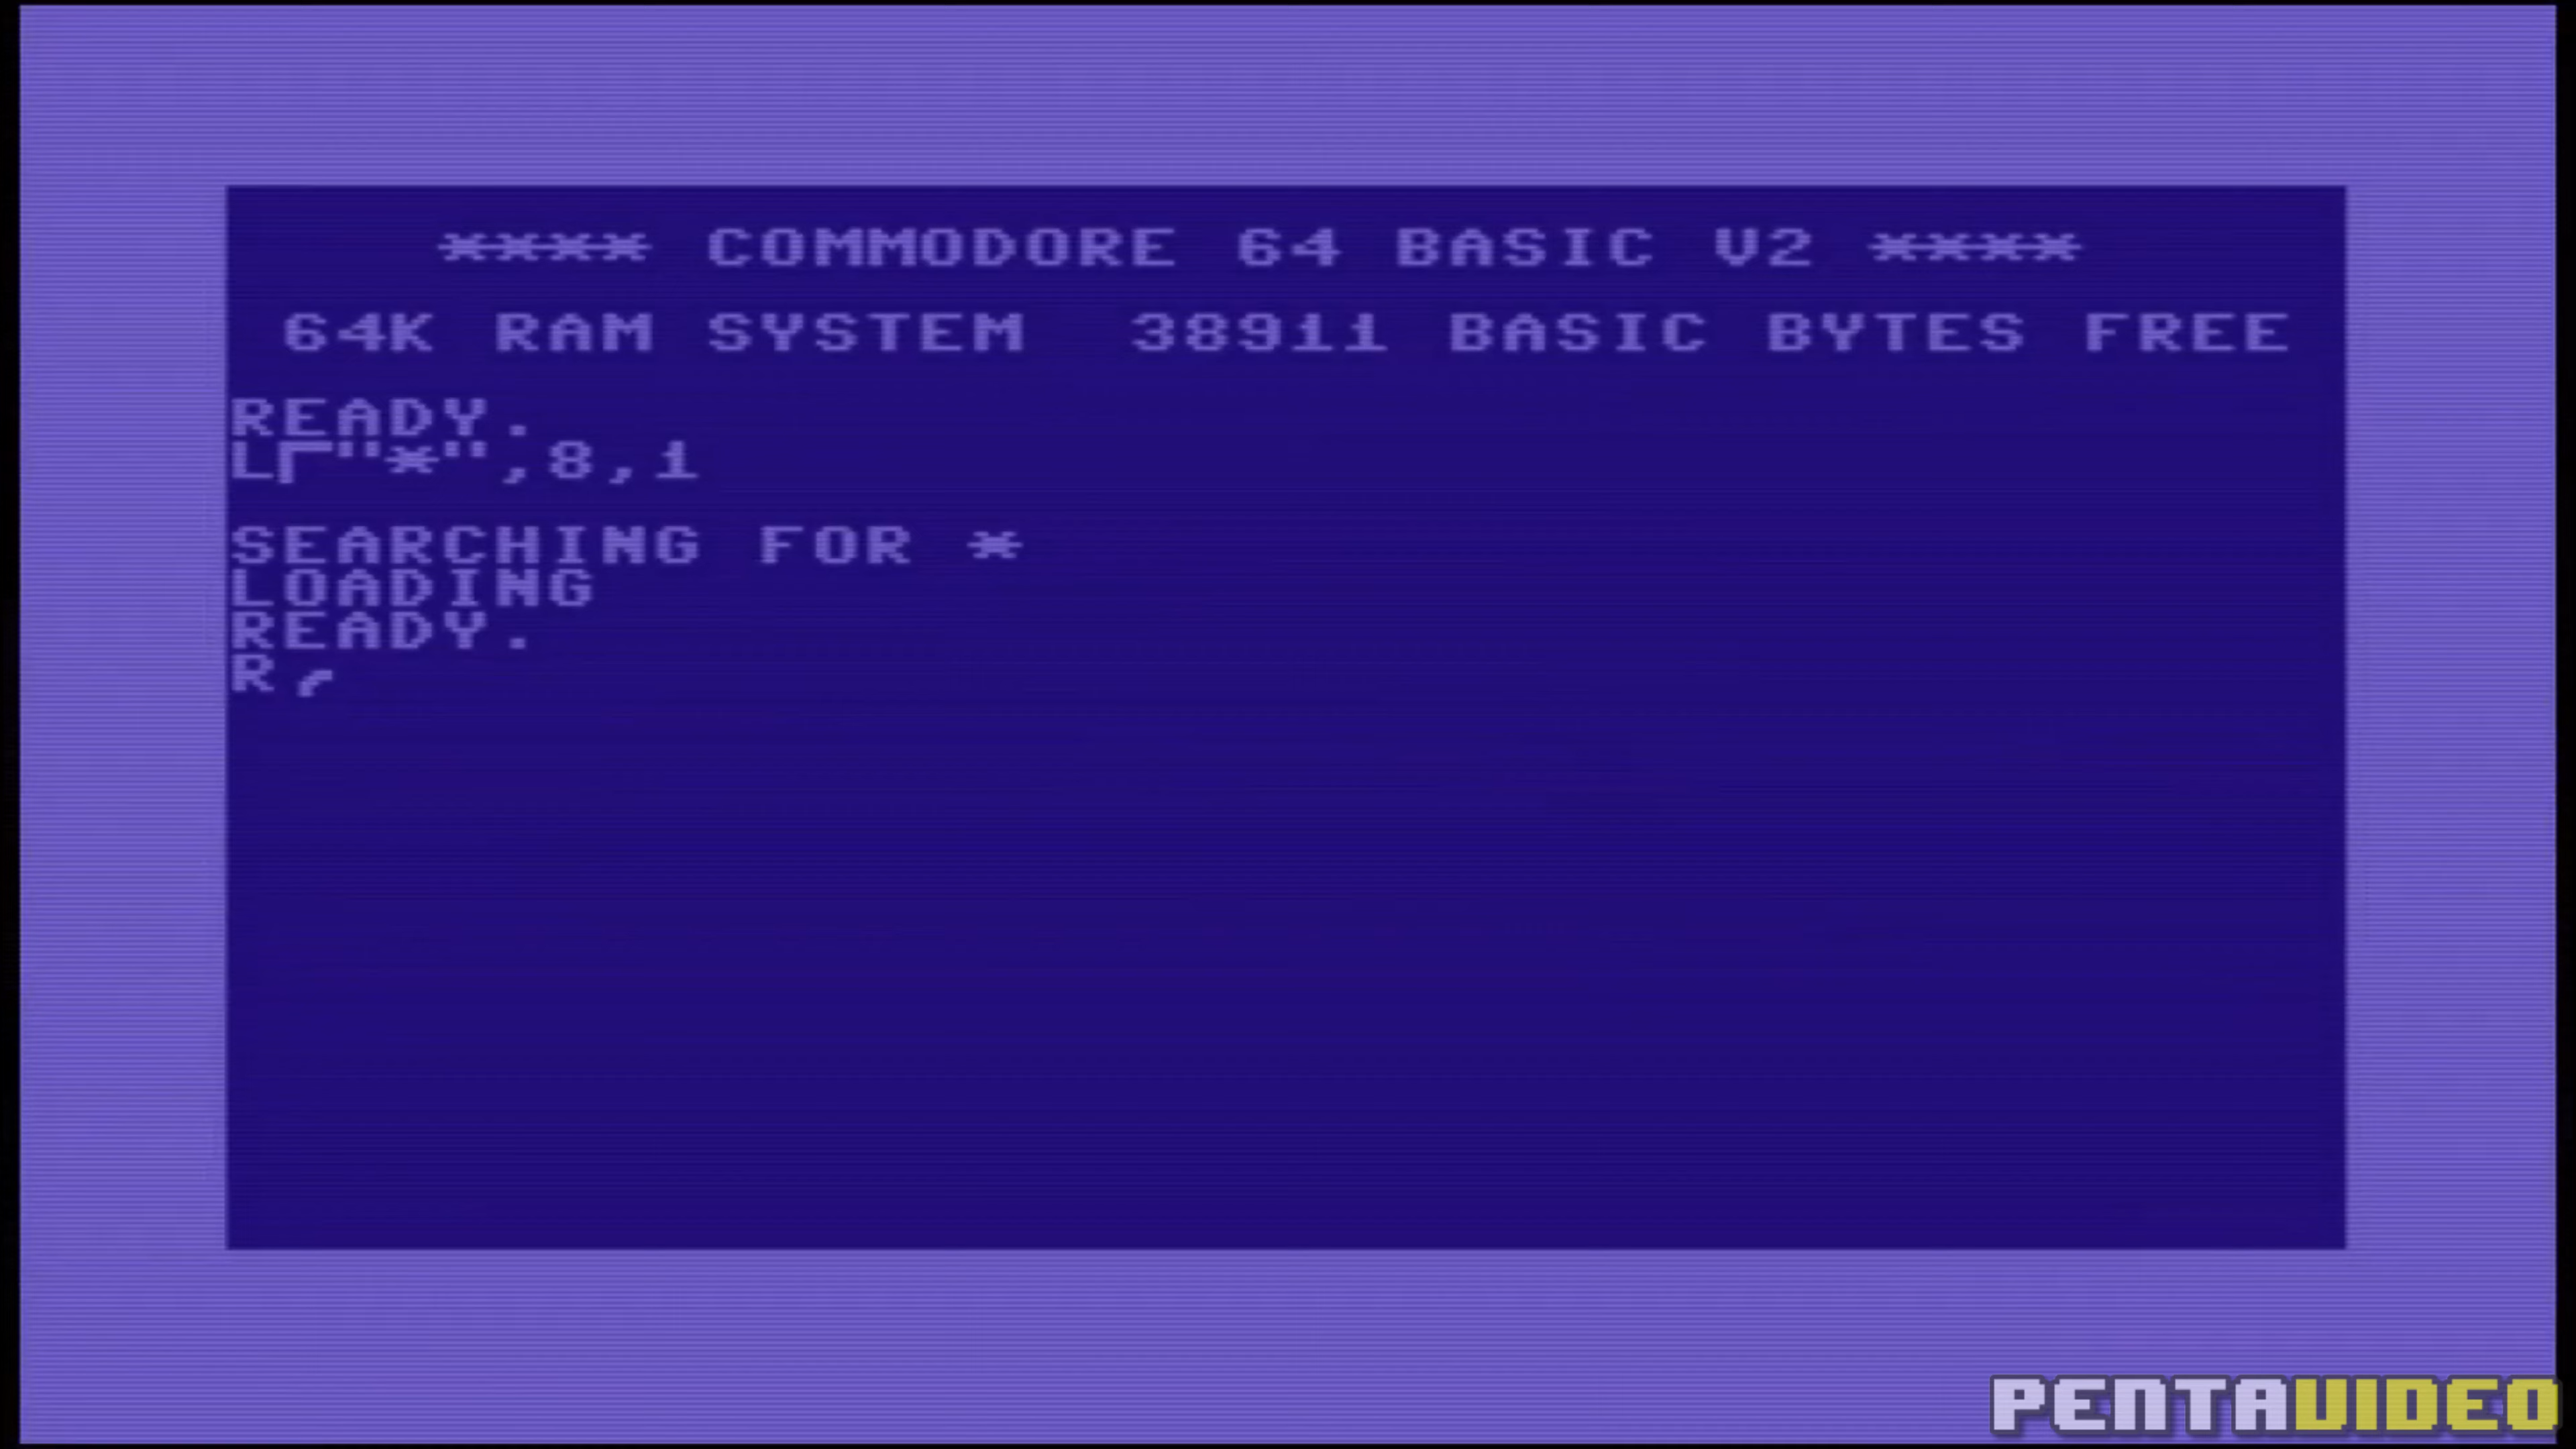 **** COMMODORE 64 BASIC V2 ****
64K RAM SYSTEM  38911 BASIC BYTES FREE
READY.
L┌"*",8,1
SEARCHING FOR *
LOADING
READY.
R╭
PENTAVIDEO